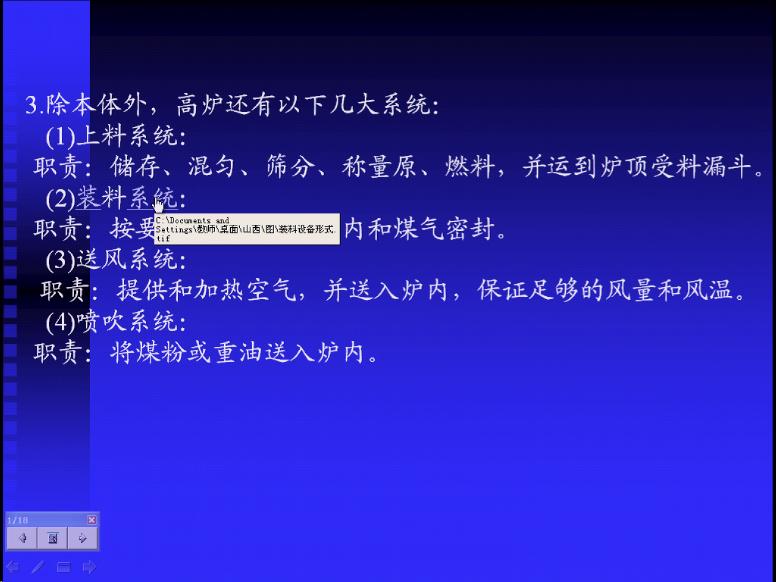 3.除本体外，高炉还有以下几大系统：
(1)上料系统：
职责：储存、混匀、筛分、称量原、燃料，并运到炉顶受料漏斗。
(2)装料系统：
职责：按要
内和煤气密封。
C:\Documents and
Settings\教师\桌面\山西\图\装料设备形式.
tif
(3)送风系统：
职责：提供和加热空气，并送入炉内，保证足够的风量和风温。
(4)喷吹系统：
职责：将煤粉或重油送入炉内。
1/18